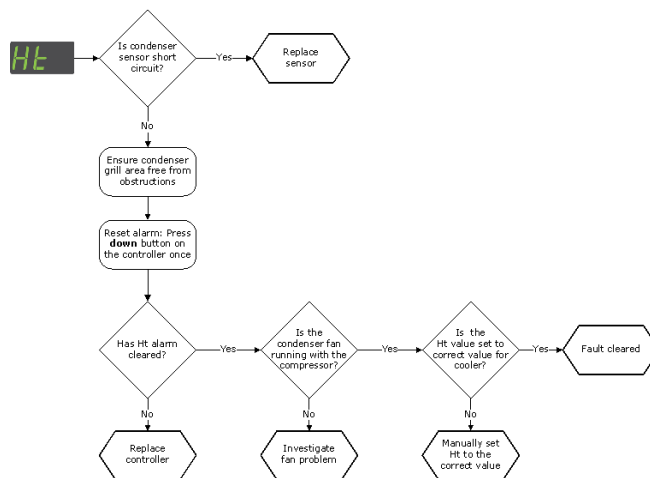 Ht
Is condenser
sensor short
circuit?
Yes
Replace
sensor
No
Ensure condenser
grill area free from
obstructions
Reset alarm: Press
down button on
the controller once
Has Ht alarm
cleared?
Yes
Is the
condenser fan
running with the
compressor?
Yes
Is the
Ht value set to
correct value for
cooler?
Yes
Fault cleared
No
No
No
Replace
controller
Investigate
fan problem
Manually set
Ht to the
correct value